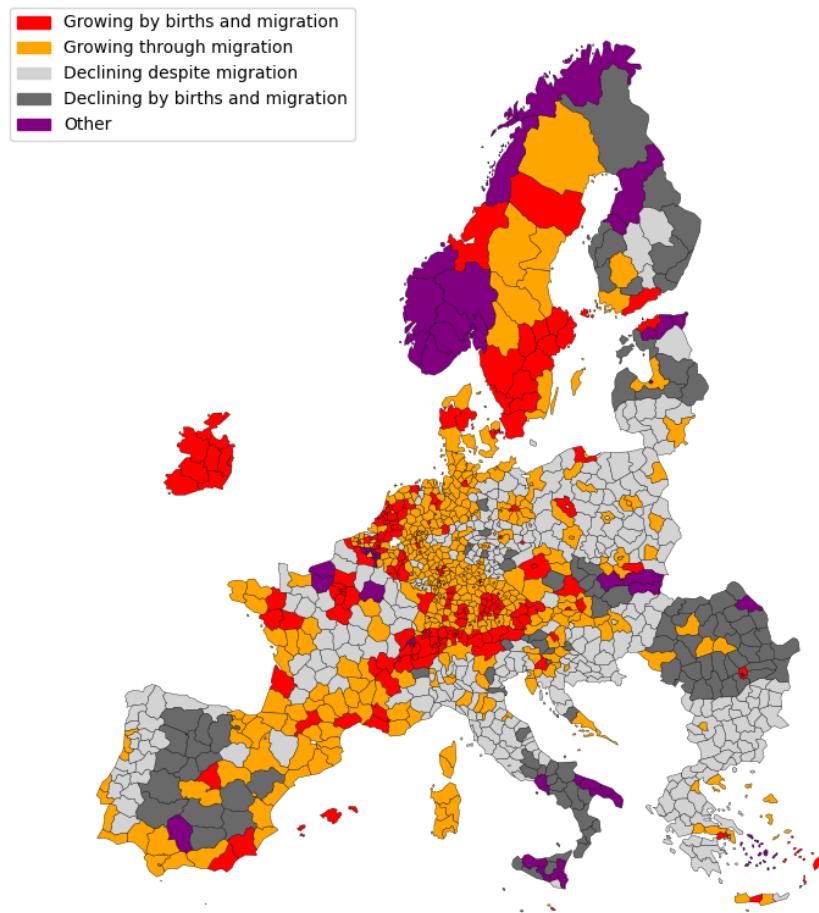 Growing by births and migration
Growing through migration
Declining despite migration
Declining by births and migration
Other